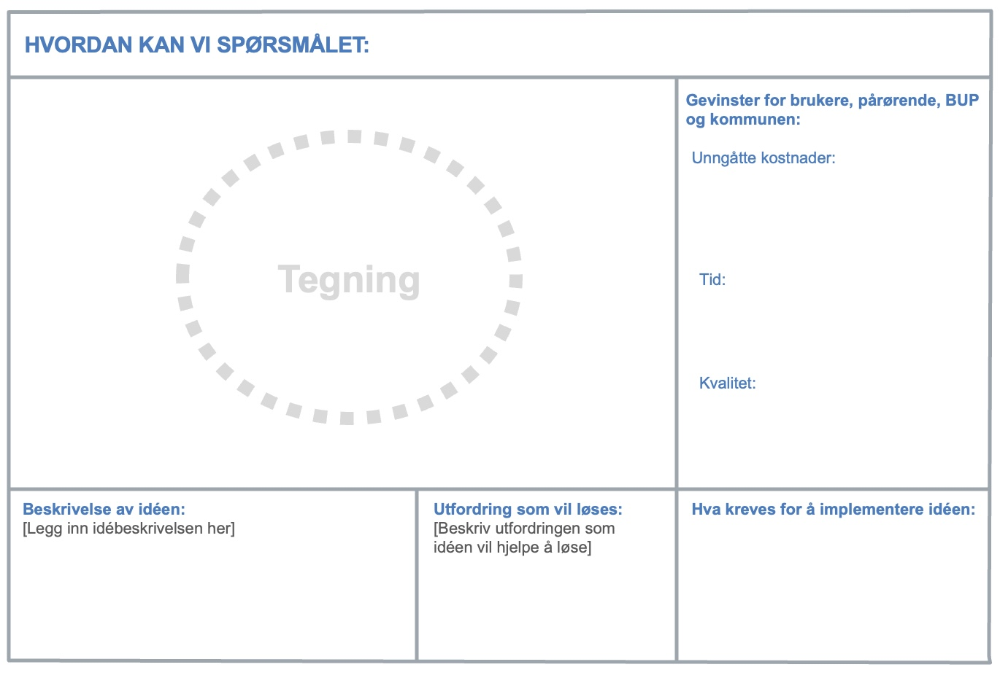 HVORDAN KAN VI SPØRSMÅLET:
Tegning
Gevinster for brukere, pårørende, BUP
og kommunen:
Unngåtte kostnader:
Tid:
Kvalitet:
Beskrivelse av idéen:
[Legg inn idébeskrivelsen her]
Utfordring som vil løses:
[Beskriv utfordringen som
idéen vil hjelpe å løse]
Hva kreves for å implementere idéen: